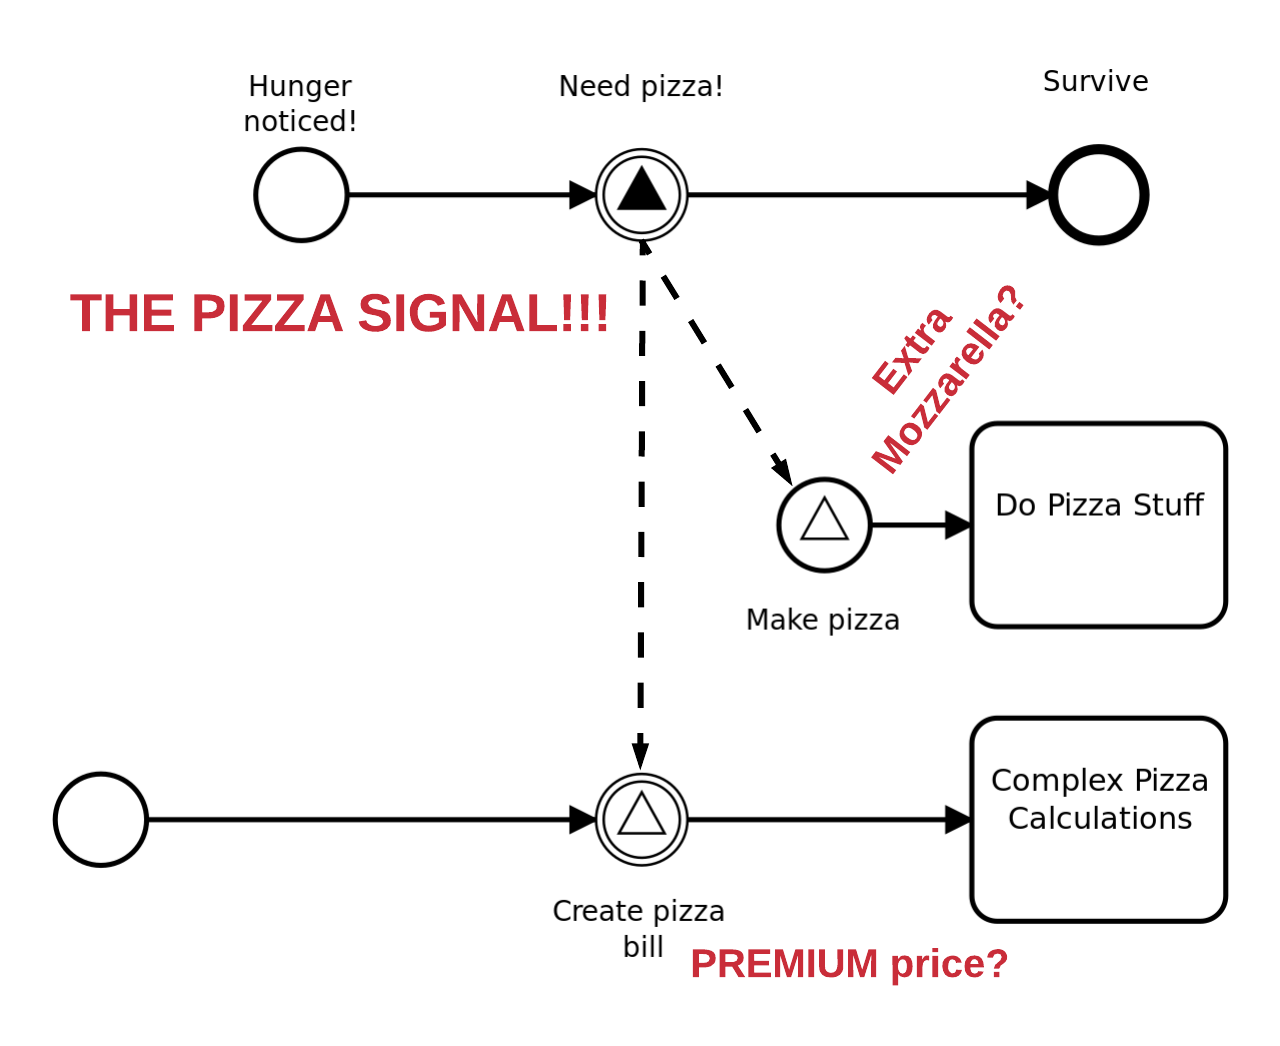 Hunger
noticed!
Need pizza!
Survive
THE PIZZA SIGNAL!!!
Extra
Mozzarella?
Do Pizza Stuff
Make pizza
Complex Pizza
Calculations
Create pizza
bill
PREMIUM price?